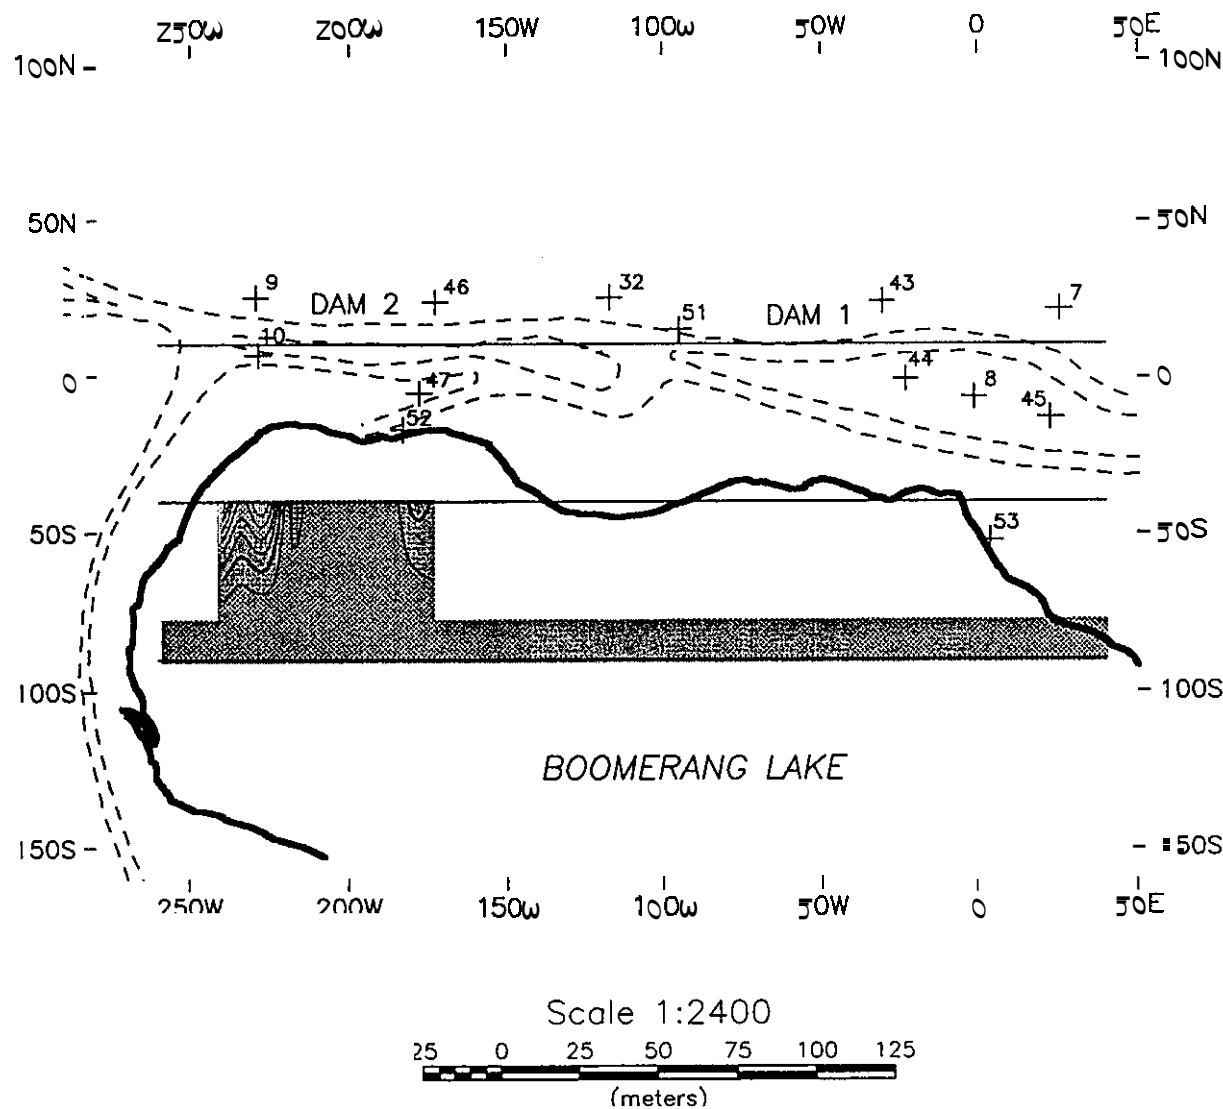 250W 200W 150W 100W 50W 0 50E
100N 100N
50N 50N
9 46 32 43 7
DAM 2 51 DAM 1
10
0 47 44 8 0
52 45
50S 53 50S
100S 100S
BOOMERANG LAKE
150S 150S
250W 200W 150W 100W 50W 0 50E
Scale 1:2400
25 0 25 50 75 100 125
(meters)